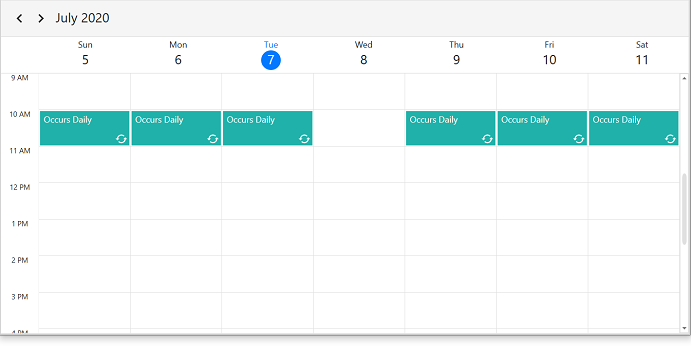 July 2020
Sun Mon Tue Wed Thu Fri Sat
5 6 7 8 9 10 11
9 AM
10 AM
Occurs Daily Occurs Daily Occurs Daily Occurs Daily Occurs Daily Occurs Daily
11 AM
12 PM
1 PM
2 PM
3 PM
4 PM